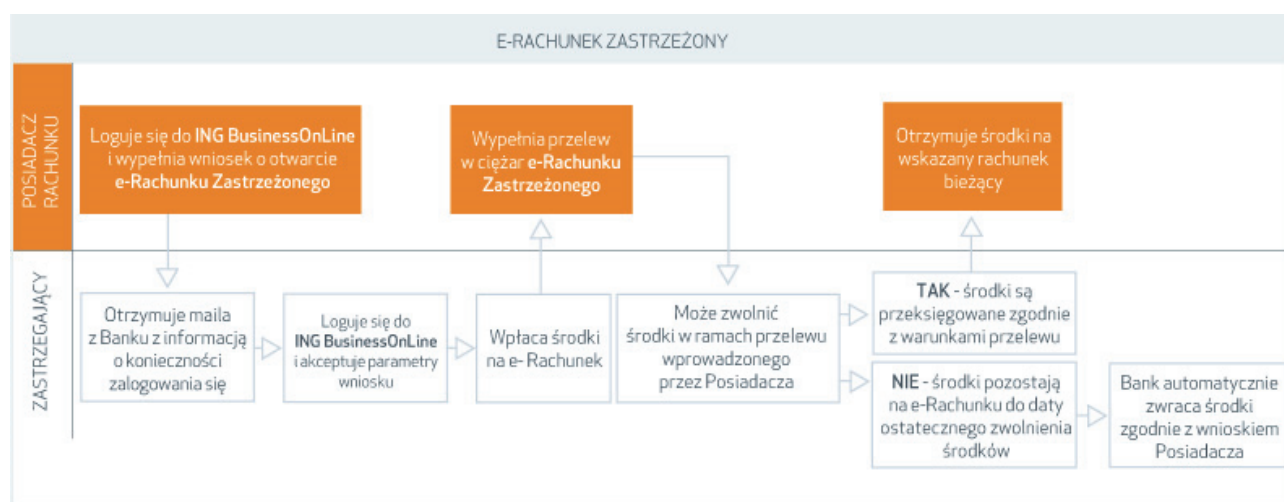 E-RACHUNEK ZASTRZEŻONY
POSIADACZ
RACHUNKU
Loguje się do ING BusinessOnLine
i wypełnia wniosek o otwarcie
e-Rachunku Zastrzeżonego
Wypełnia przelew
w ciężar e-Rachunku
Zastrzeżonego
Otrzymuje środki na
wskazany rachunek
bieżący
ZASTRZEGAJĄCY
Otrzymuje maila
z Banku z informacją
o konieczności
zalogowania się
Loguje się do
ING BusinessOnLine
i akceptuje parametry
wniosku
Wpłaca środki
na e- Rachunek
Może zwolnić
środki w ramach przelewu
wprowadzonego
przez Posiadacza
TAK - środki są
przeksięgowane zgodnie
z warunkami przelewu
NIE - środki pozostają
na e-Rachunku do daty
ostatecznego zwolnienia
środków
Bank automatycznie
zwraca środki
zgodnie z wnioskiem
Posiadacza